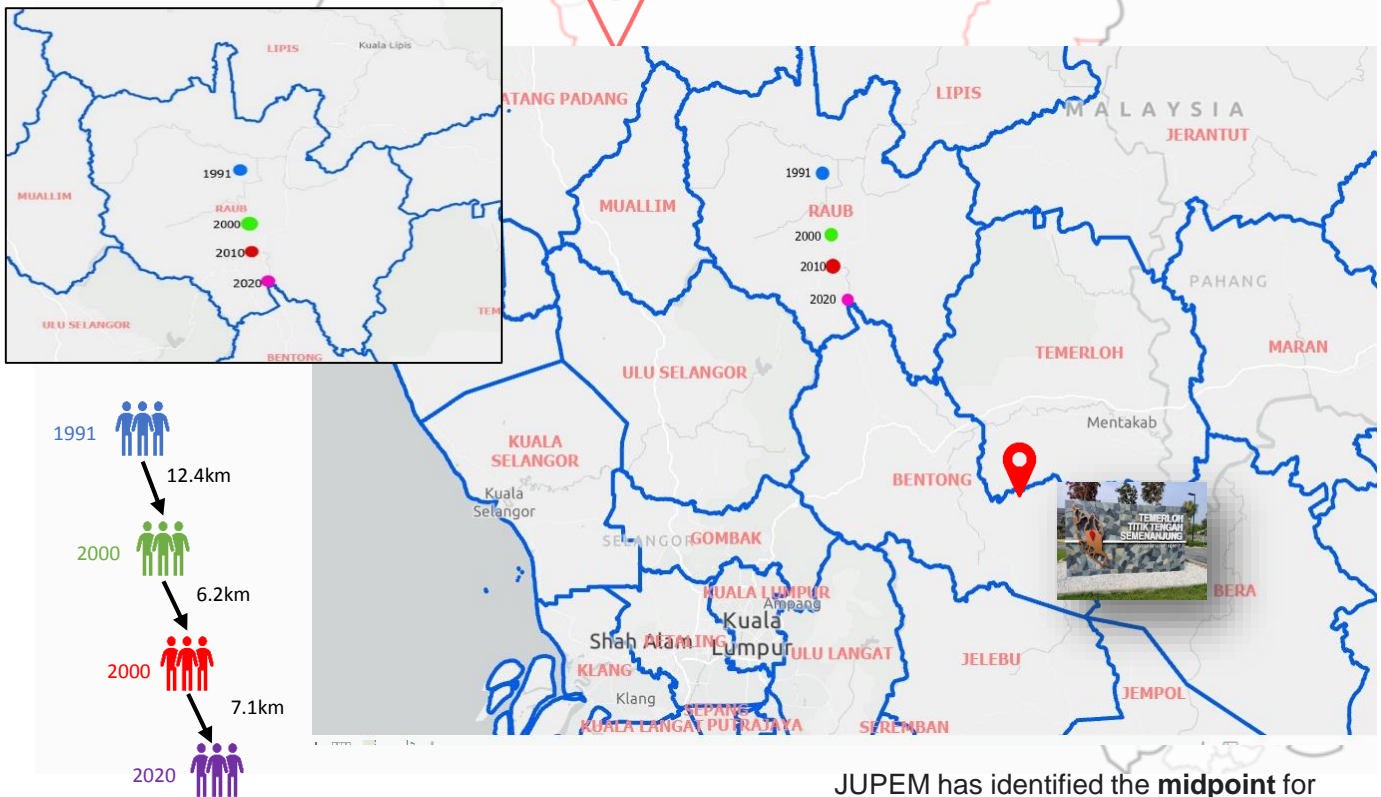 LIPIS
Kuala Lipis
1991
MUALLIM
RAUB
2000
2010
2020
ULU SELANGOR
TEM
BENTONG
ATANG PADANG
LIPIS
MALAYSIA
JERANTUT
1991
MUALLIM
RAUB
2000
2010
PAHANG
2020
TEMERLOH
MARAN
ULU SELANGOR
Mentakab
KUALA
SELANGOR
BENTONG
Kuala
Selangor
TEMERLOH
TITIK TENGAH
SEMENANJUNG
SELANGOR
GOMBAK
BERA
KUALA LUMPUR
Ampang
Kuala
Lumpur
Shah Alam
PETALING
ULU LANGAT
JELEBU
KLANG
Klang
JEMPOL
SEPANG
KUALA LANGAT
PUTRAJAYA
SEREMBAN
1991
12.4km
2000
6.2km
2000
7.1km
2020
JUPEM has identified the midpoint for